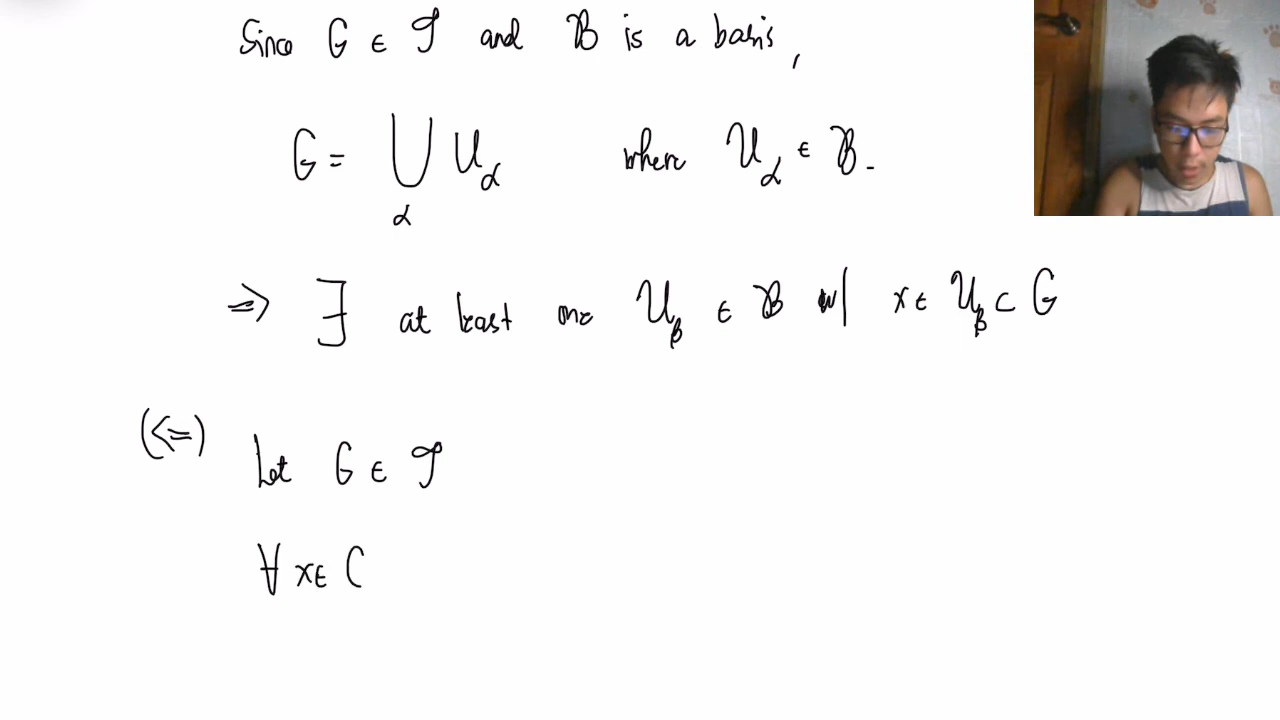 Since G ∈ 𝒯 and ℬ is a basis,
G = ⋃_α U_α where U_α ∈ ℬ.
⇒ ∃ at least one U_β ∈ ℬ w/ x ∈ U_β ⊂ G
(<=) Let G ∈ 𝒯
∀ x ∈ C